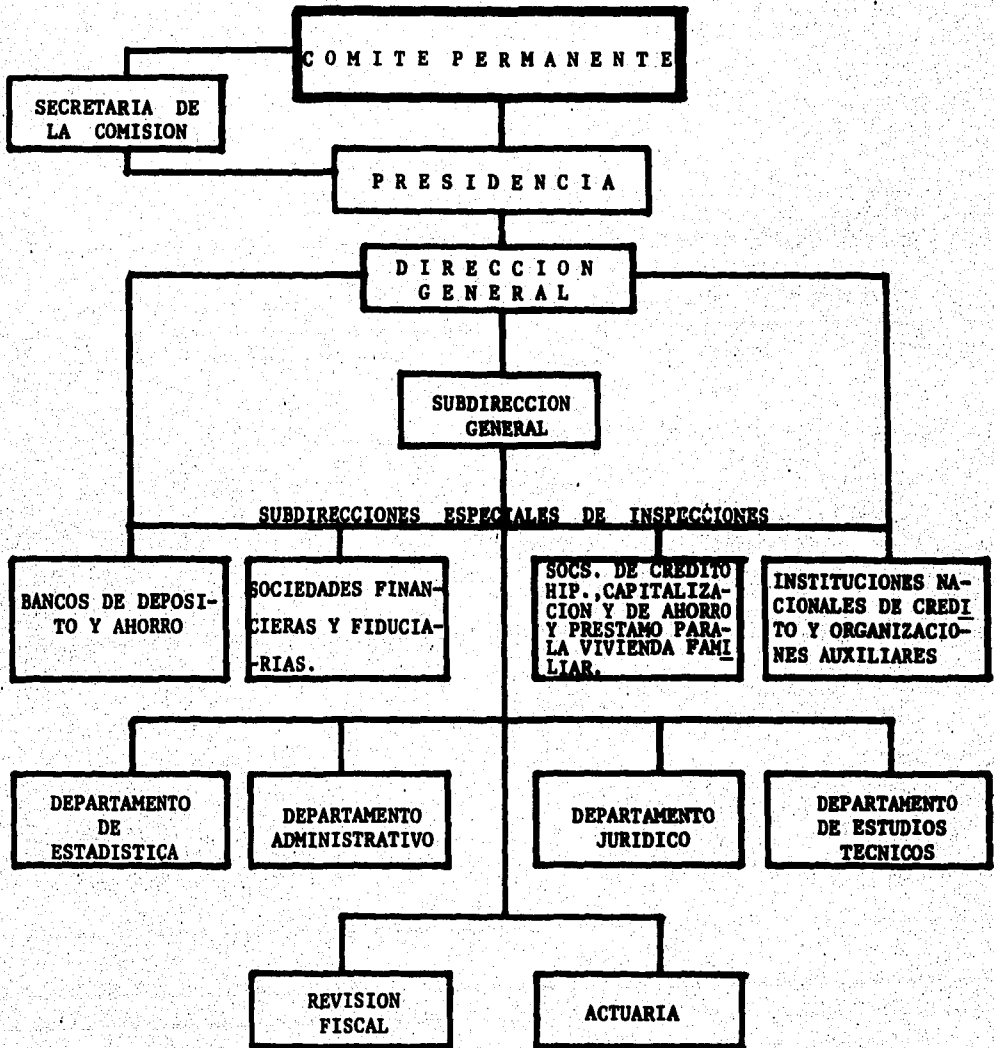 COMITE PERMANENTE
SECRETARIA DE
LA COMISION
PRESIDENCIA
DIRECCION
GENERAL
SUBDIRECCION
GENERAL
SUBDIRECCIONES ESPECIALES DE INSPECCIONES
BANCOS DE DEPOSI-
TO Y AHORRO
SOCIEDADES FINAN-
CIERAS Y FIDUCIA-
-RIAS.
SOCS. DE CREDITO
HIP.,CAPITALIZA-
CION Y DE AHORRO
Y PRESTAMO PARA-
LA VIVIENDA FAMI
LIAR.
INSTITUCIONES NA-
CIONALES DE CREDI
TO Y ORGANIZACIO-
NES AUXILIARES
DEPARTAMENTO
DE
ESTADISTICA
DEPARTAMENTO
ADMINISTRATIVO
DEPARTAMENTO
JURIDICO
DEPARTAMENTO
DE ESTUDIOS
TECNICOS
REVISION
FISCAL
ACTUARIA